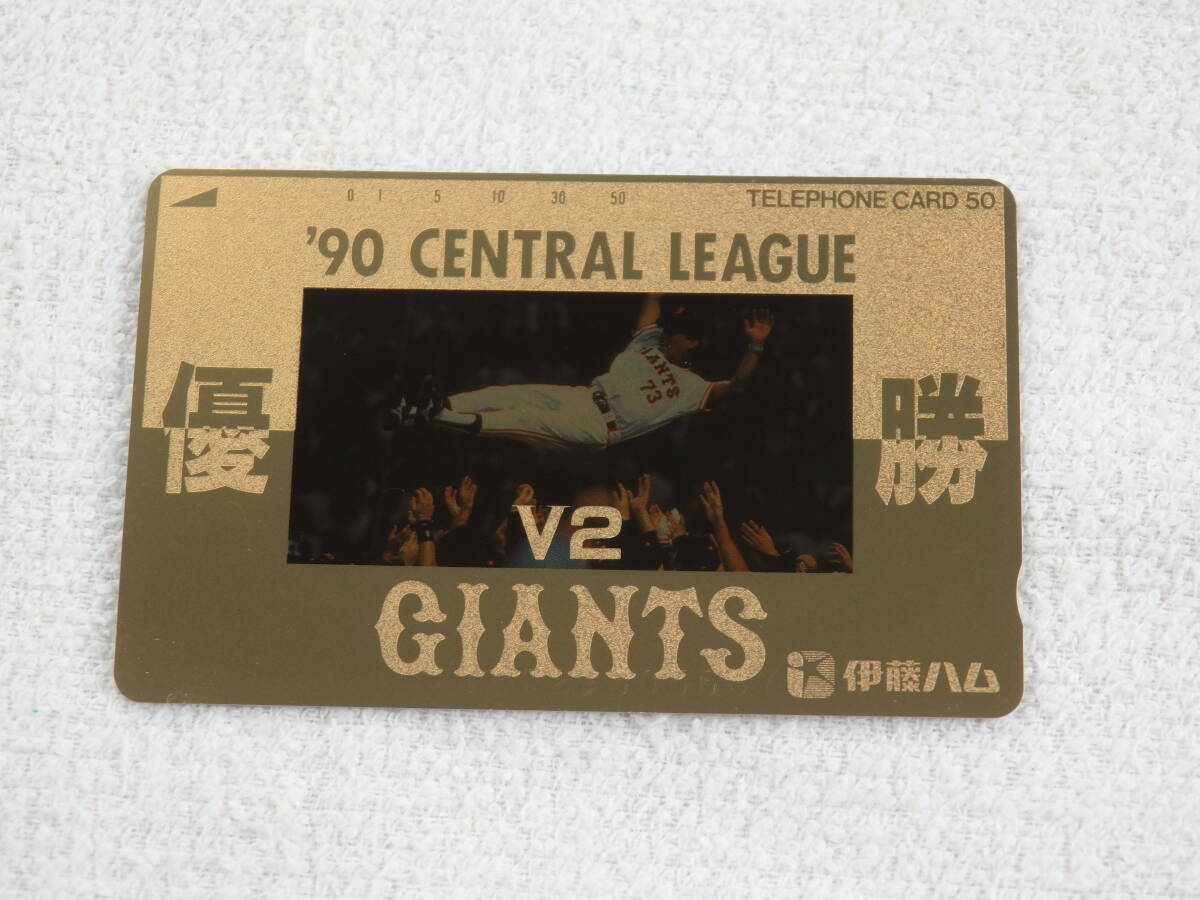 0 1 5 10 30 50 TELEPHONE CARD 50
'90 CENTRAL LEAGUE
GIANTS
73
優勝
V2
GIANTS
伊藤ハム